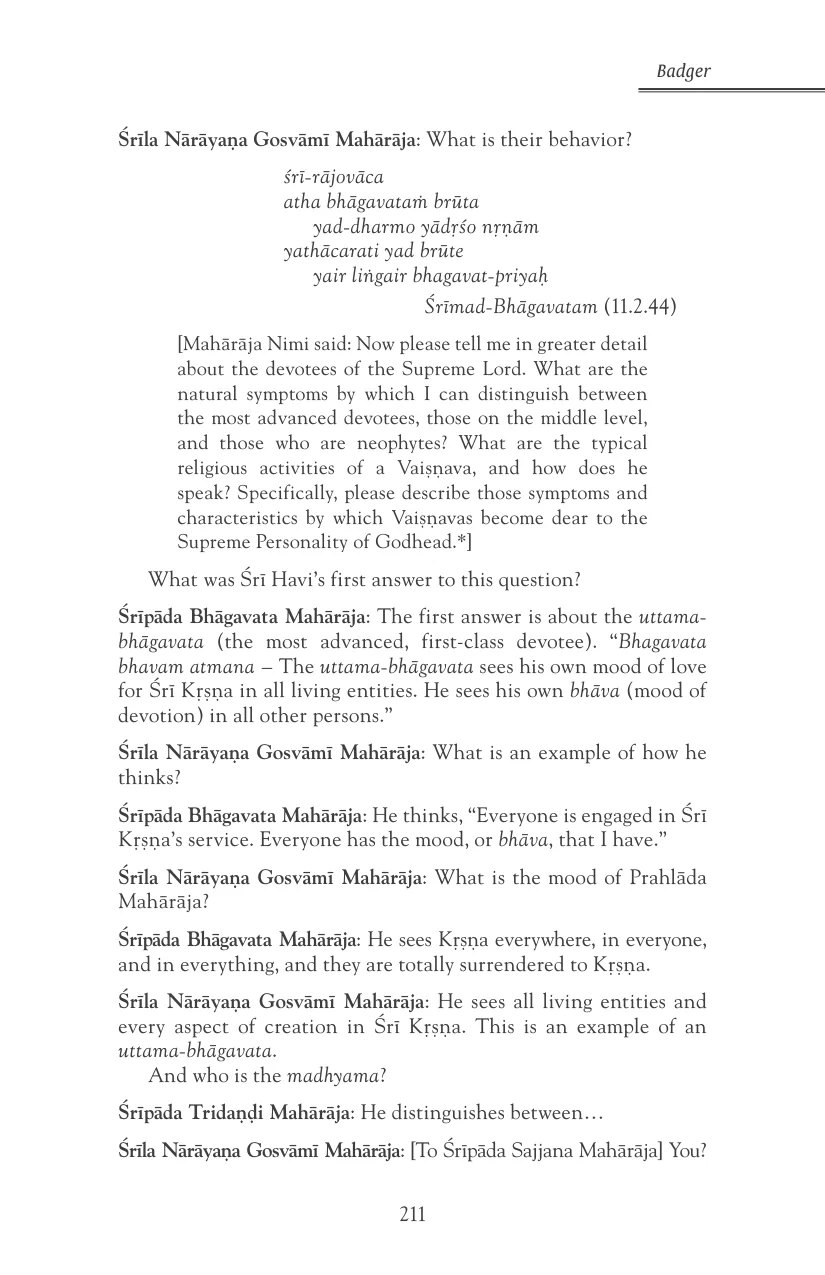 Badger
Śrīla Nārāyaṇa Gosvāmī Mahārāja: What is their behavior?
śrī-rājovāca
atha bhāgavataṁ brūta
yad-dharmo yādṛśo nṛṇām
yathācarati yad brūte
yair liṅgair bhagavat-priyaḥ
Śrīmad-Bhāgavatam (11.2.44)
[Mahārāja Nimi said: Now please tell me in greater detail
about the devotees of the Supreme Lord. What are the
natural symptoms by which I can distinguish between
the most advanced devotees, those on the middle level,
and those who are neophytes? What are the typical
religious activities of a Vaiṣṇava, and how does he
speak? Specifically, please describe those symptoms and
characteristics by which Vaiṣṇavas become dear to the
Supreme Personality of Godhead.*]
What was Śrī Havi’s first answer to this question?
Śrīpāda Bhāgavata Mahārāja: The first answer is about the uttama-
bhāgavata (the most advanced, first-class devotee). “Bhagavata
bhavam atmana – The uttama-bhāgavata sees his own mood of love
for Śrī Kṛṣṇa in all living entities. He sees his own bhāva (mood of
devotion) in all other persons.”
Śrīla Nārāyaṇa Gosvāmī Mahārāja: What is an example of how he
thinks?
Śrīpāda Bhāgavata Mahārāja: He thinks, “Everyone is engaged in Śrī
Kṛṣṇa’s service. Everyone has the mood, or bhāva, that I have.”
Śrīla Nārāyaṇa Gosvāmī Mahārāja: What is the mood of Prahlāda
Mahārāja?
Śrīpāda Bhāgavata Mahārāja: He sees Kṛṣṇa everywhere, in everyone,
and in everything, and they are totally surrendered to Kṛṣṇa.
Śrīla Nārāyaṇa Gosvāmī Mahārāja: He sees all living entities and
every aspect of creation in Śrī Kṛṣṇa. This is an example of an
uttama-bhāgavata.
And who is the madhyama?
Śrīpāda Tridaṇḍi Mahārāja: He distinguishes between…
Śrīla Nārāyaṇa Gosvāmī Mahārāja: [To Śrīpāda Sajjana Mahārāja] You?
211